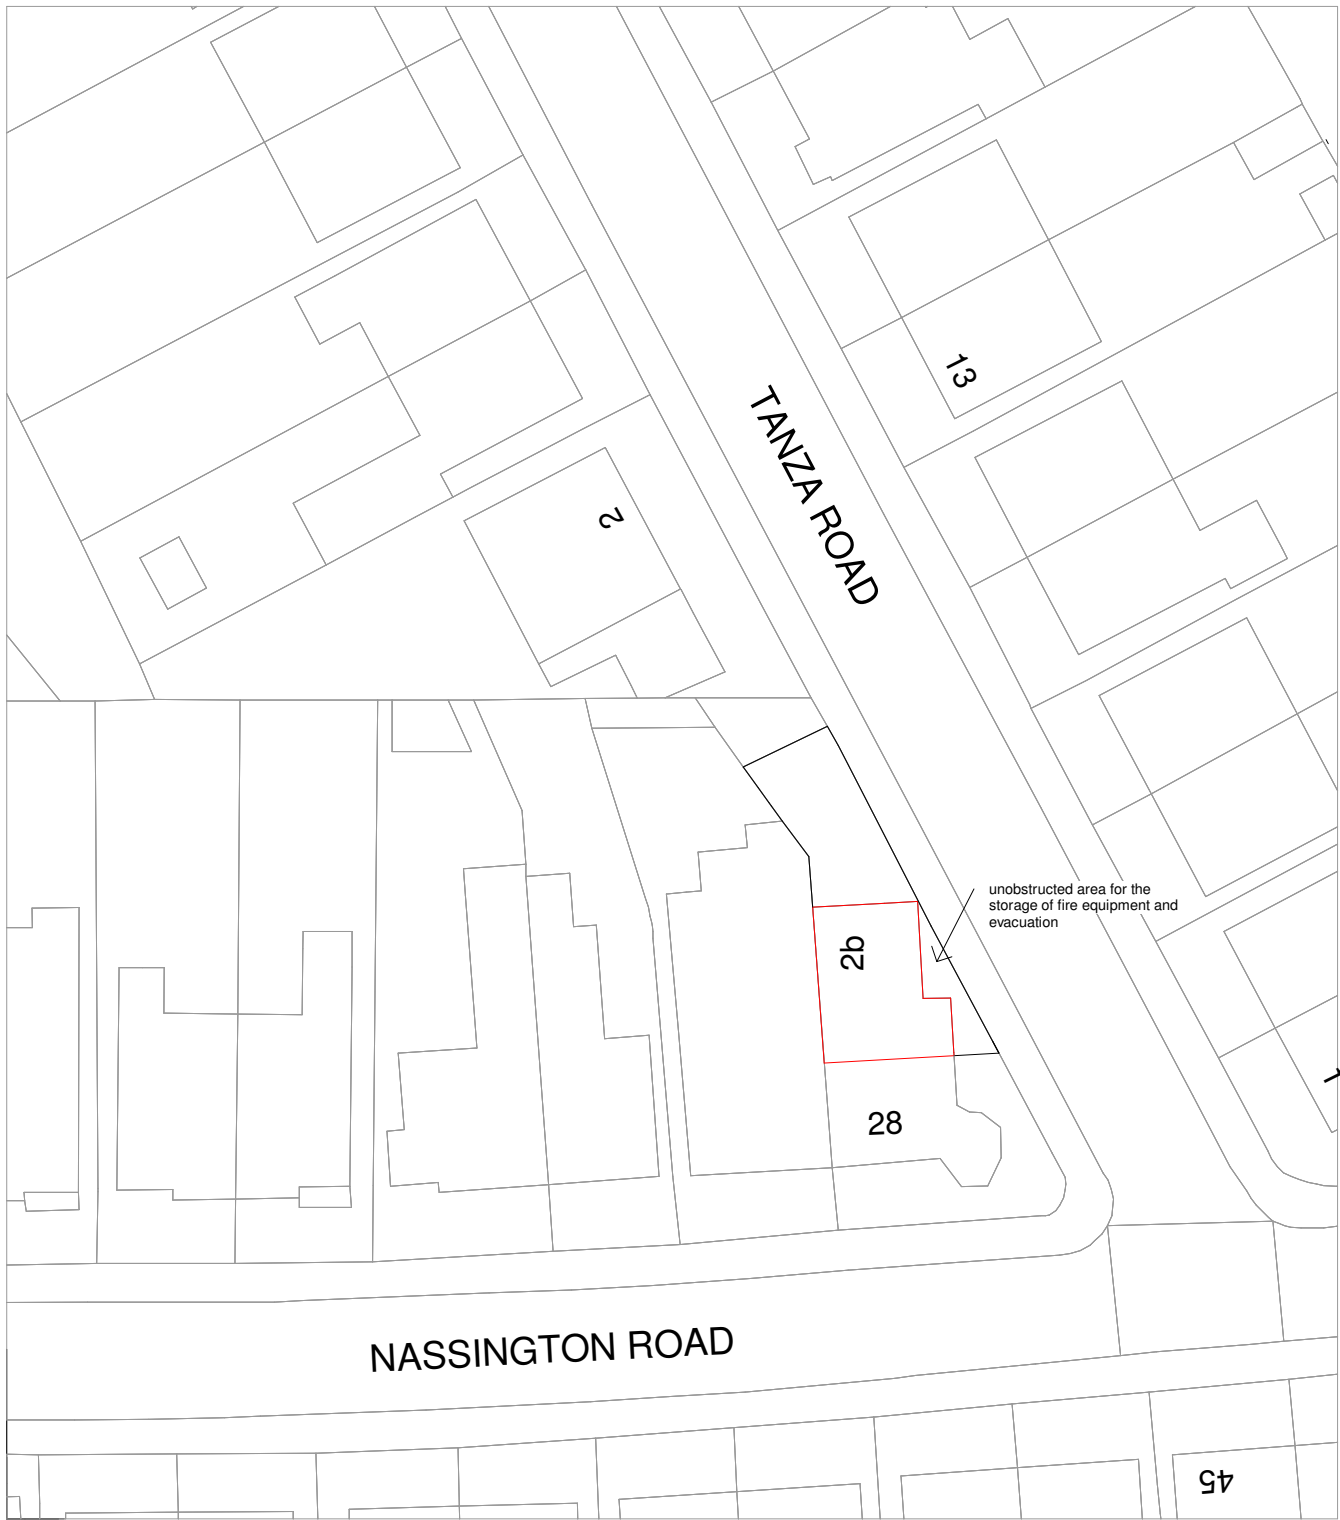 13
2
TANZA ROAD
unobstructed area for the
storage of fire equipment and
evacuation
2b
1
28
NASSINGTON ROAD
45